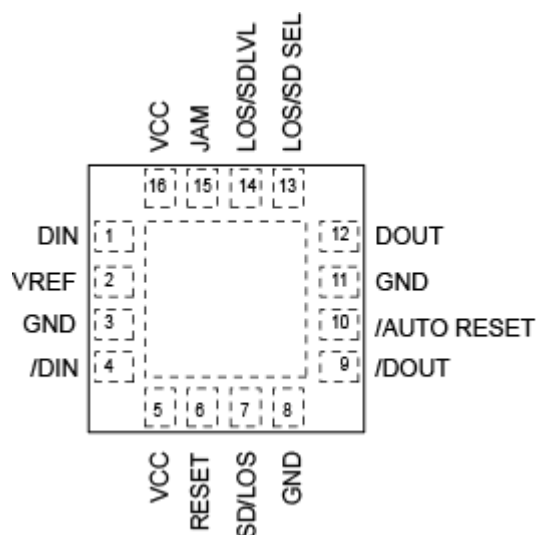 VCC
JAM
LOS/SDLVL
LOS/SD SEL
16
15
14
13
DIN 1
12 DOUT
VREF 2
11 GND
GND 3
10 /AUTO RESET
/DIN 4
9 /DOUT
5
6
7
8
VCC
RESET
SD/LOS
GND